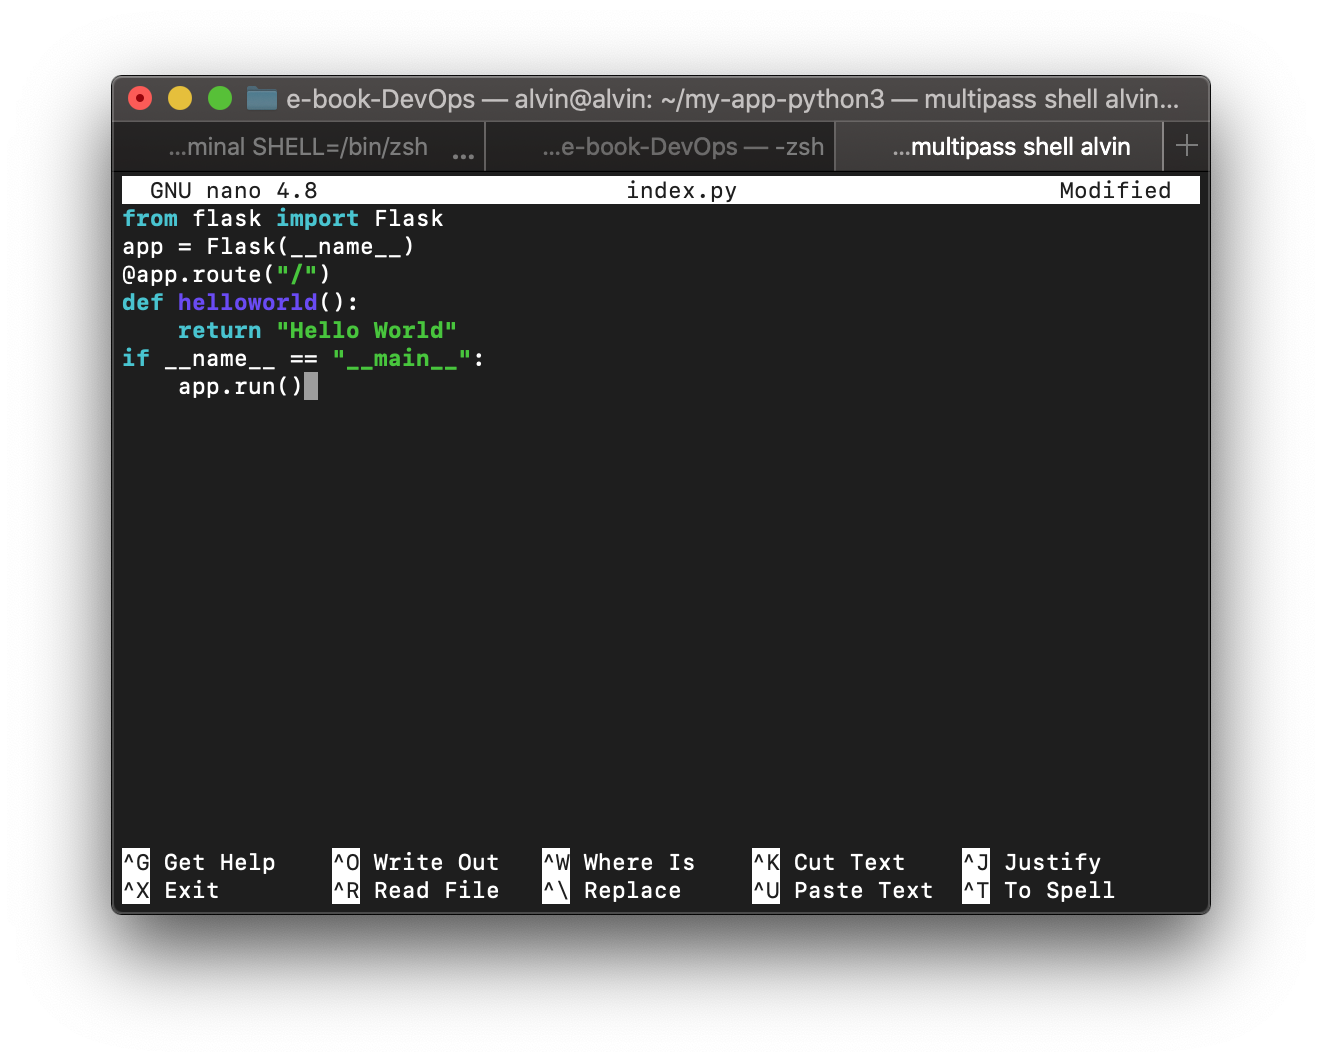 e-book-DevOps — alvin@alvin: ~/my-app-python3 — multipass shell alvin...
...minal SHELL=/bin/zsh ... ...e-book-DevOps — -zsh ...multipass shell alvin +
GNU nano 4.8 index.py Modified
from flask import Flask
app = Flask(__name__)
@app.route("/")
def helloworld():
    return "Hello World"
if __name__ == "__main__":
    app.run()
^G Get Help ^O Write Out ^W Where Is ^K Cut Text ^J Justify
^X Exit ^R Read File ^\ Replace ^U Paste Text ^T To Spell